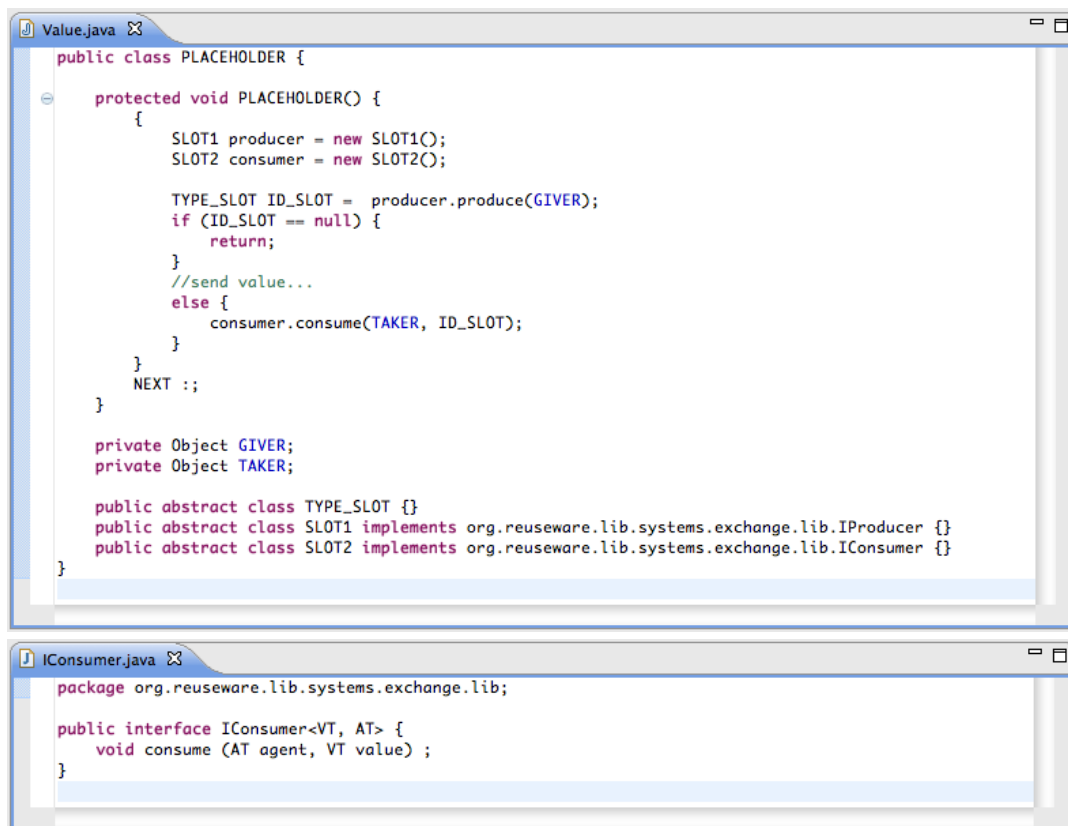 Value.java
public class PLACEHOLDER {
protected void PLACEHOLDER() {
{
SLOT1 producer = new SLOT1();
SLOT2 consumer = new SLOT2();
TYPE_SLOT ID_SLOT =  producer.produce(GIVER);
if (ID_SLOT == null) {
return;
}
//send value...
else {
consumer.consume(TAKER, ID_SLOT);
}
}
NEXT :;
}
private Object GIVER;
private Object TAKER;
public abstract class TYPE_SLOT {}
public abstract class SLOT1 implements org.reuseware.lib.systems.exchange.lib.IProducer {}
public abstract class SLOT2 implements org.reuseware.lib.systems.exchange.lib.IConsumer {}
}
IConsumer.java
package org.reuseware.lib.systems.exchange.lib;
public interface IConsumer<VT, AT> {
void consume (AT agent, VT value) ;
}